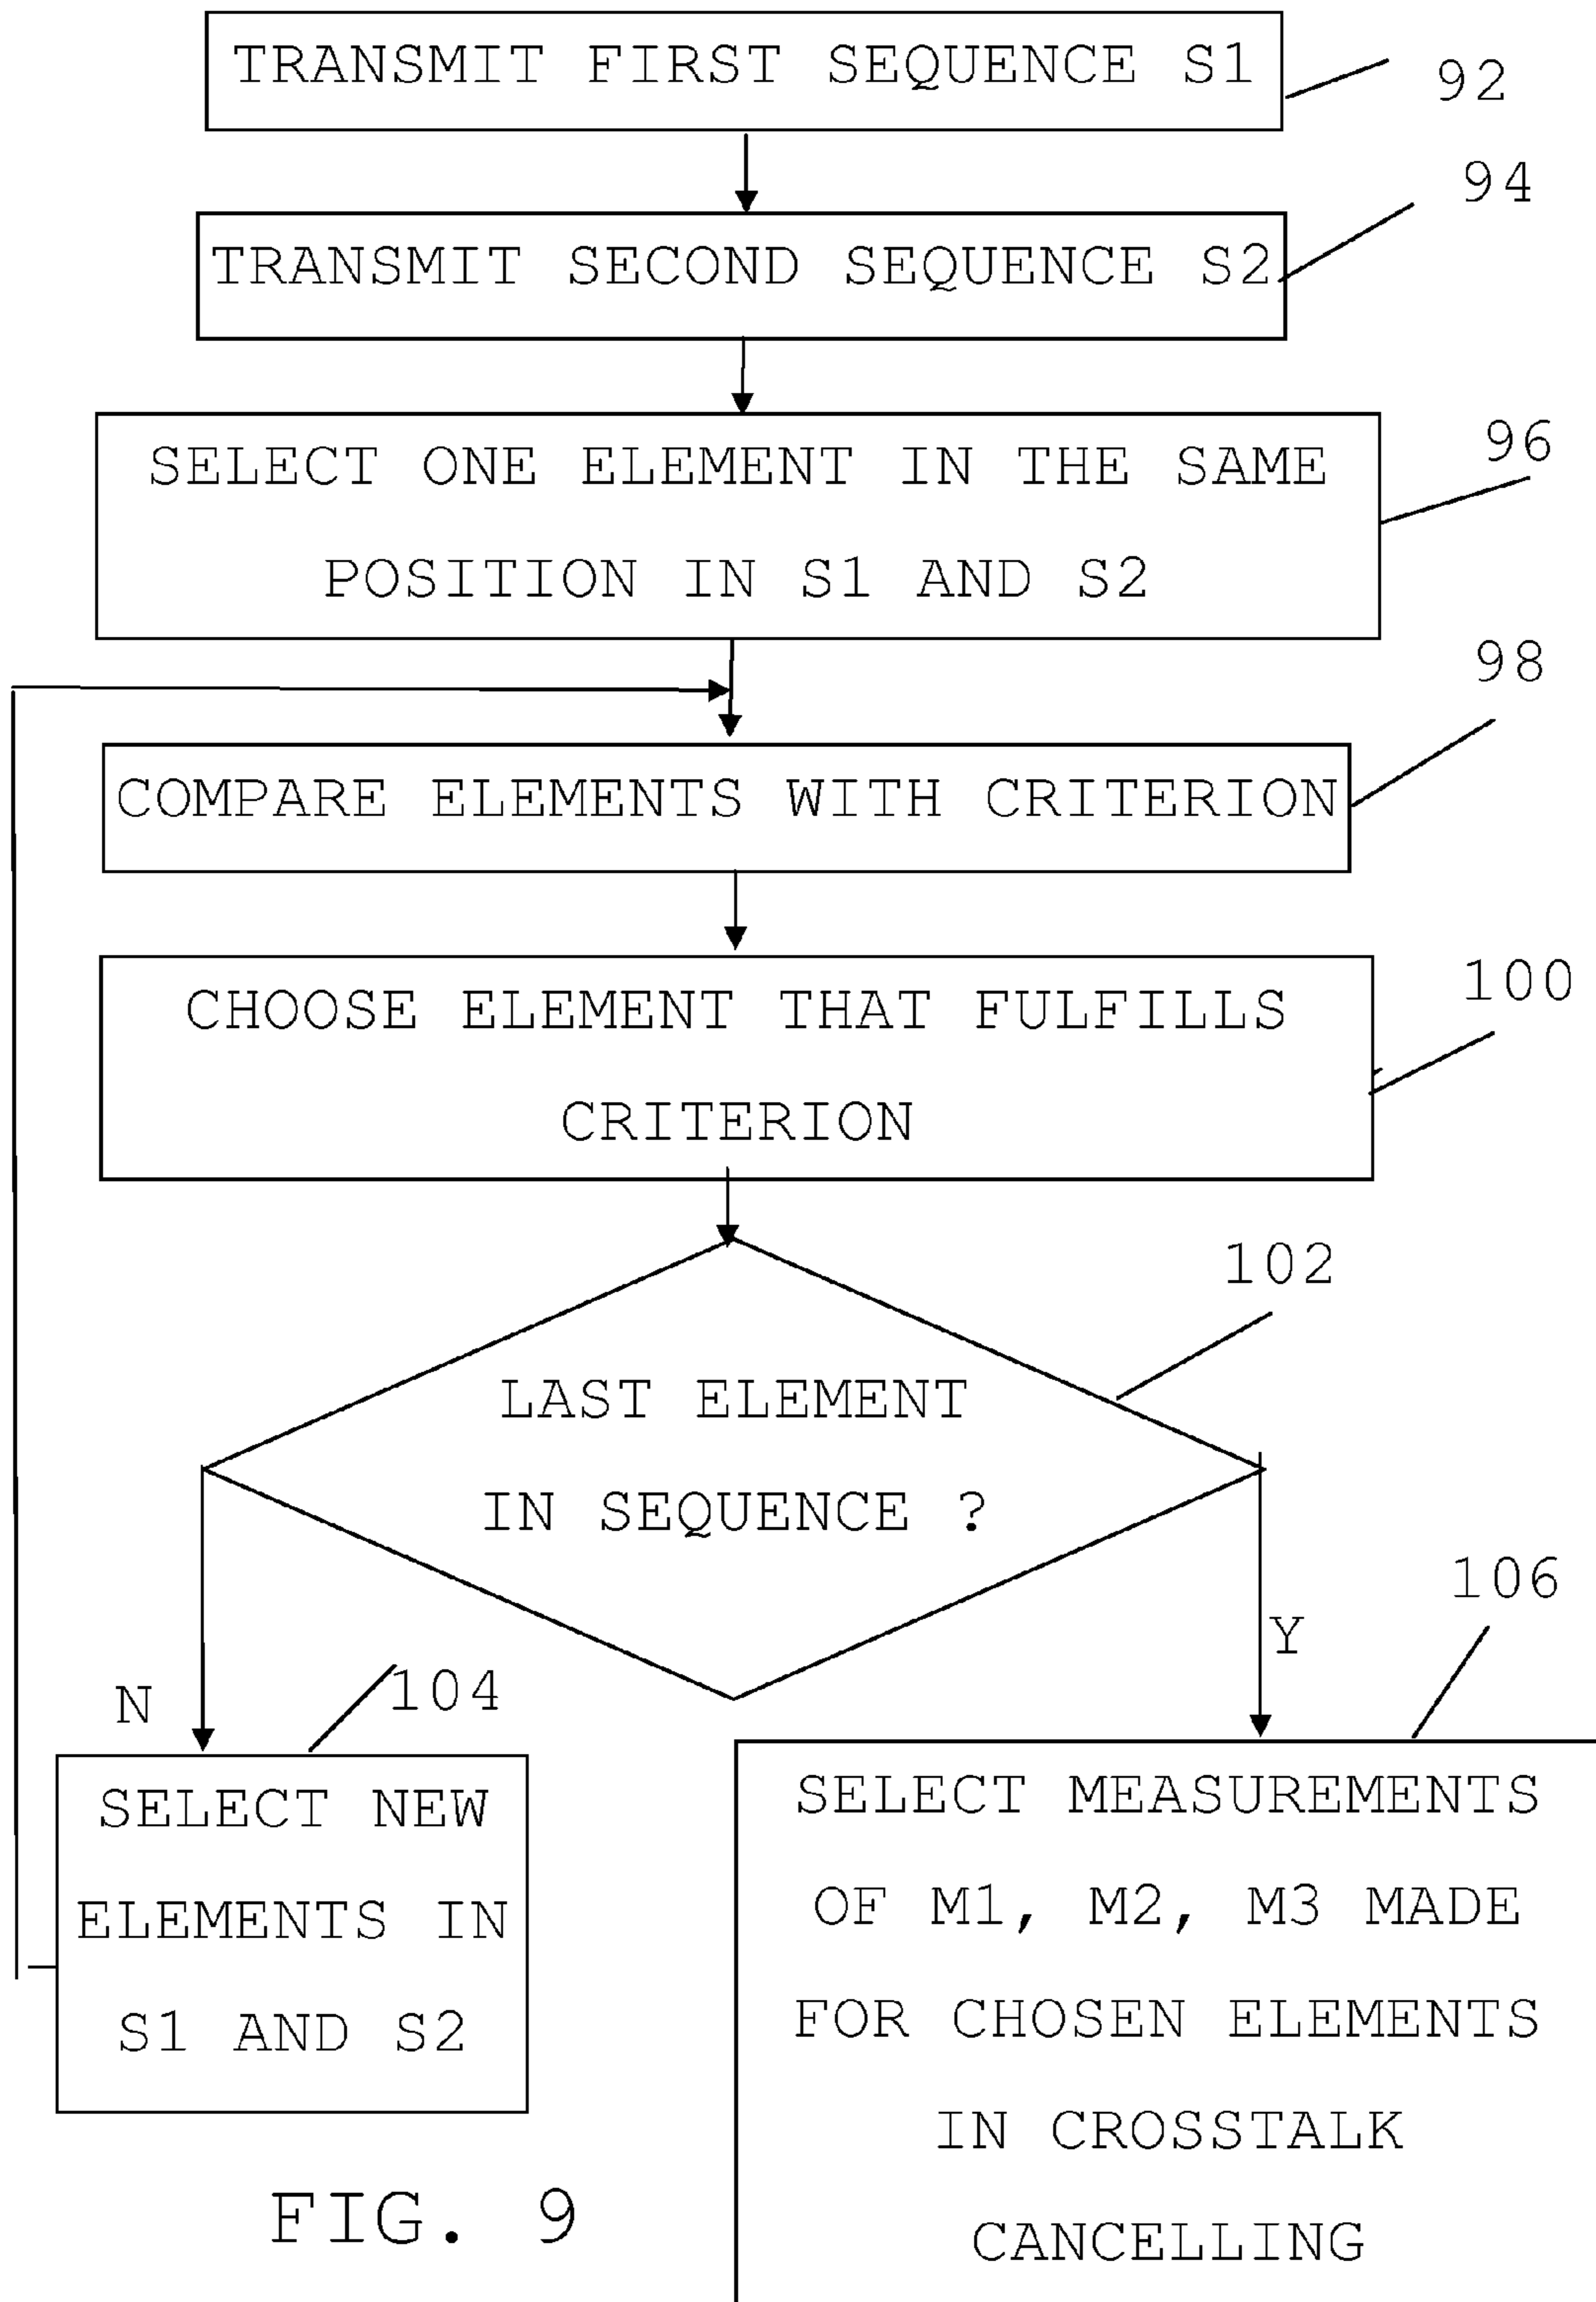 TRANSMIT FIRST SEQUENCE S1
92
94
TRANSMIT SECOND SEQUENCE S2
96
SELECT ONE ELEMENT IN THE SAME
POSITION IN S1 AND S2
98
COMPARE ELEMENTS WITH CRITERION
100
CHOOSE ELEMENT THAT FULFILLS
CRITERION
102
LAST ELEMENT
IN SEQUENCE ?
106
Y
104
N
SELECT NEW
ELEMENTS IN
S1 AND S2
SELECT MEASUREMENTS
OF M1, M2, M3 MADE
FOR CHOSEN ELEMENTS
IN CROSSTALK
CANCELLING
FIG. 9